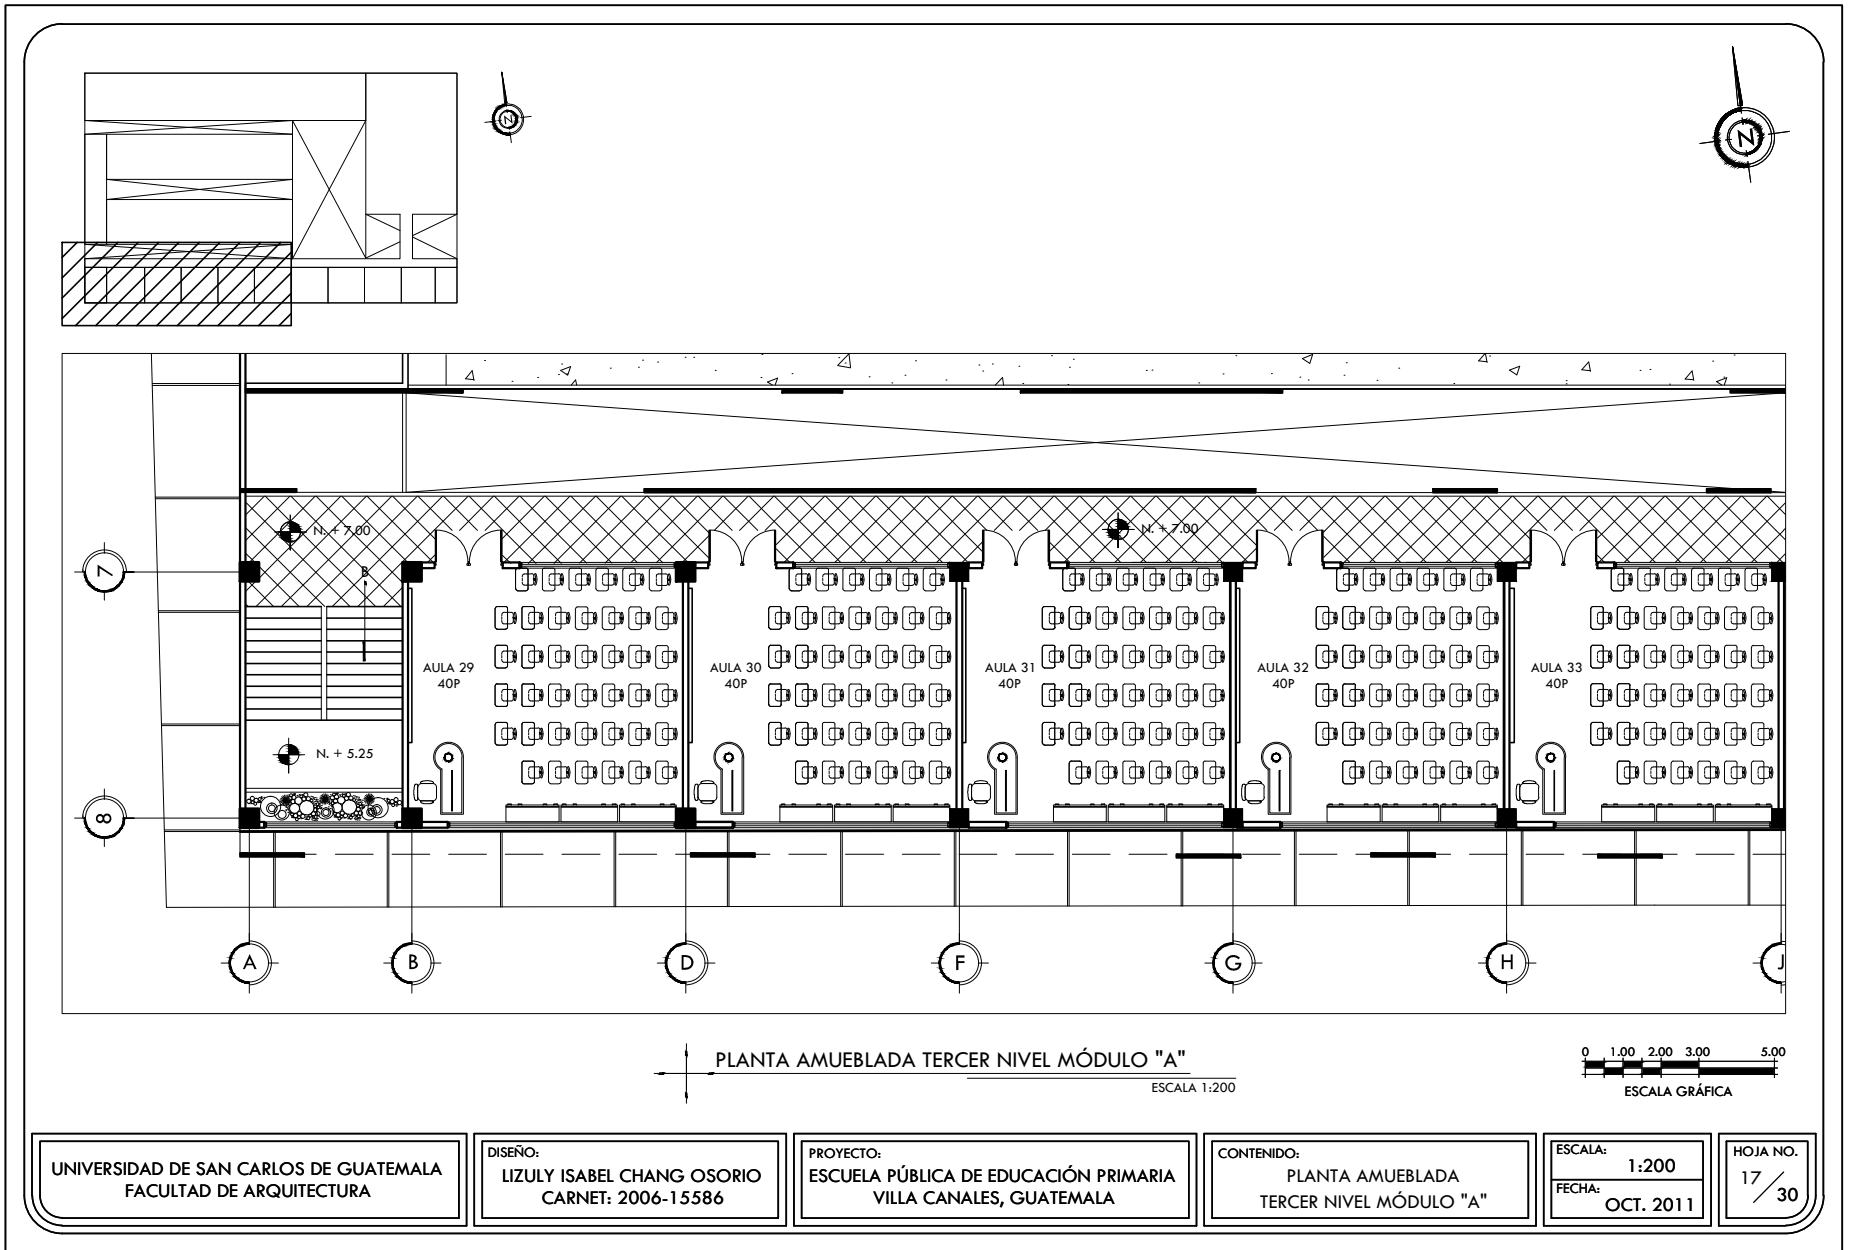 N
N
N. + 7.00
N. + 7.00
B
7
AULA 29
40P
AULA 30
40P
AULA 31
40P
AULA 32
40P
AULA 33
40P
N. + 5.25
8
A
B
D
F
G
H
J
PLANTA AMUEBLADA TERCER NIVEL MÓDULO "A"
ESCALA 1:200
0 1.00 2.00 3.00 5.00
ESCALA GRÁFICA
UNIVERSIDAD DE SAN CARLOS DE GUATEMALA
FACULTAD DE ARQUITECTURA
DISEÑO:
LIZULY ISABEL CHANG OSORIO
CARNET: 2006-15586
PROYECTO:
ESCUELA PÚBLICA DE EDUCACIÓN PRIMARIA
VILLA CANALES, GUATEMALA
CONTENIDO:
PLANTA AMUEBLADA
TERCER NIVEL MÓDULO "A"
ESCALA:
1:200
FECHA:
OCT. 2011
HOJA NO.
17/30